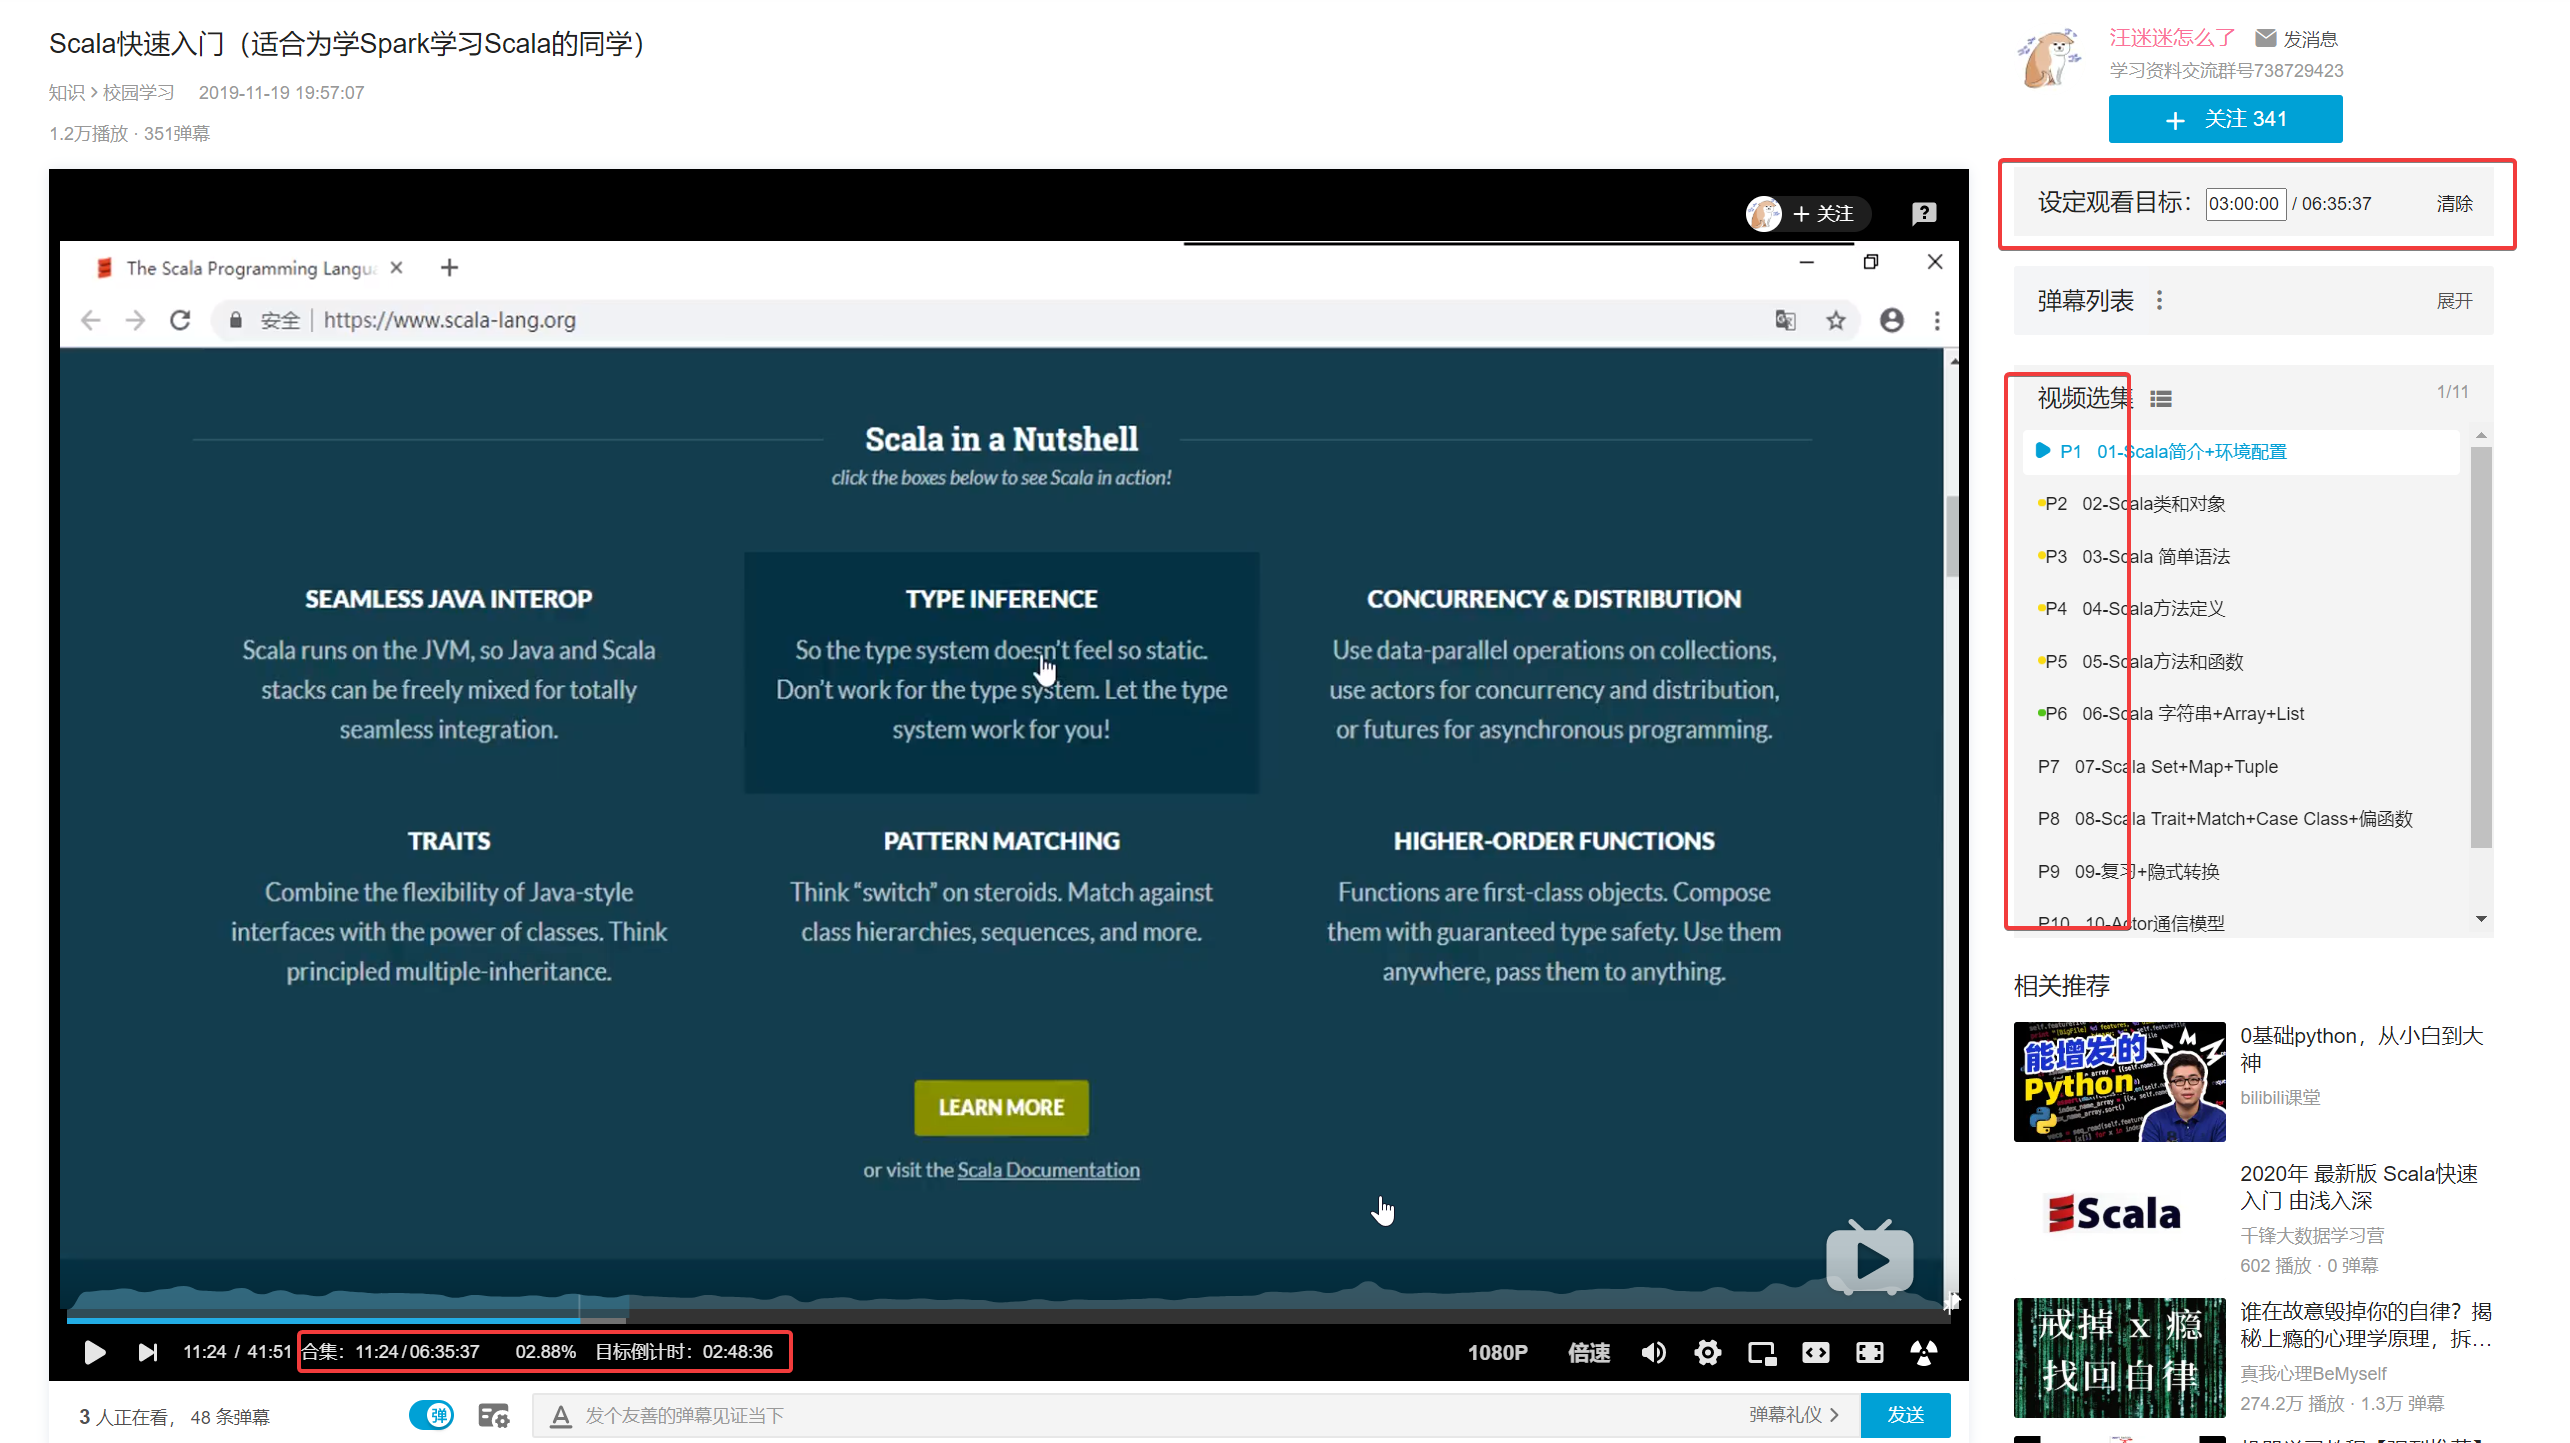 Scala快速入门（适合为学Spark学习Scala的同学）
知识 > 校园学习 2019-11-19 19:57:07
1.2万播放 · 351弹幕
汪迷迷怎么了 发消息
学习资料交流群号738729423
+ 关注 341
+ 关注
The Scala Programming Langua
安全 | https://www.scala-lang.org
Scala in a Nutshell
click the boxes below to see Scala in action!
SEAMLESS JAVA INTEROP
Scala runs on the JVM, so Java and Scala
stacks can be freely mixed for totally
seamless integration.
TYPE INFERENCE
So the type system doesn’t feel so static.
Don’t work for the type system. Let the type
system work for you!
CONCURRENCY & DISTRIBUTION
Use data-parallel operations on collections,
use actors for concurrency and distribution,
or futures for asynchronous programming.
TRAITS
Combine the flexibility of Java-style
interfaces with the power of classes. Think
principled multiple-inheritance.
PATTERN MATCHING
Think “switch” on steroids. Match against
class hierarchies, sequences, and more.
HIGHER-ORDER FUNCTIONS
Functions are first-class objects. Compose
them with guaranteed type safety. Use them
anywhere, pass them to anything.
LEARN MORE
or visit the Scala Documentation
11:24 / 41:51 合集：11:24/06:35:37 02.88% 目标倒计时：02:48:36
1080P 倍速
3 人正在看， 48 条弹幕
弹
发个友善的弹幕见证当下
弹幕礼仪 >
发送
设定观看目标：03:00:00 / 06:35:37 清除
弹幕列表 展开
视频选集 1/11
P1 01-Scala简介+环境配置
P2 02-Scala类和对象
P3 03-Scala 简单语法
P4 04-Scala方法定义
P5 05-Scala方法和函数
P6 06-Scala 字符串+Array+List
P7 07-Scala Set+Map+Tuple
P8 08-Scala Trait+Match+Case Class+偏函数
P9 09-复习+隐式转换
P10 10-Actor通信模型
相关推荐
能增发的
Python
0基础python，从小白到大
神
bilibili课堂
Scala
2020年 最新版 Scala快速
入门 由浅入深
千锋大数据学习营
602 播放 · 0 弹幕
戒掉 x 瘾
找回自律
谁在故意毁掉你的自律？揭
秘上瘾的心理学原理，拆…
真我心理BeMyself
274.2万 播放 · 1.3万 弹幕